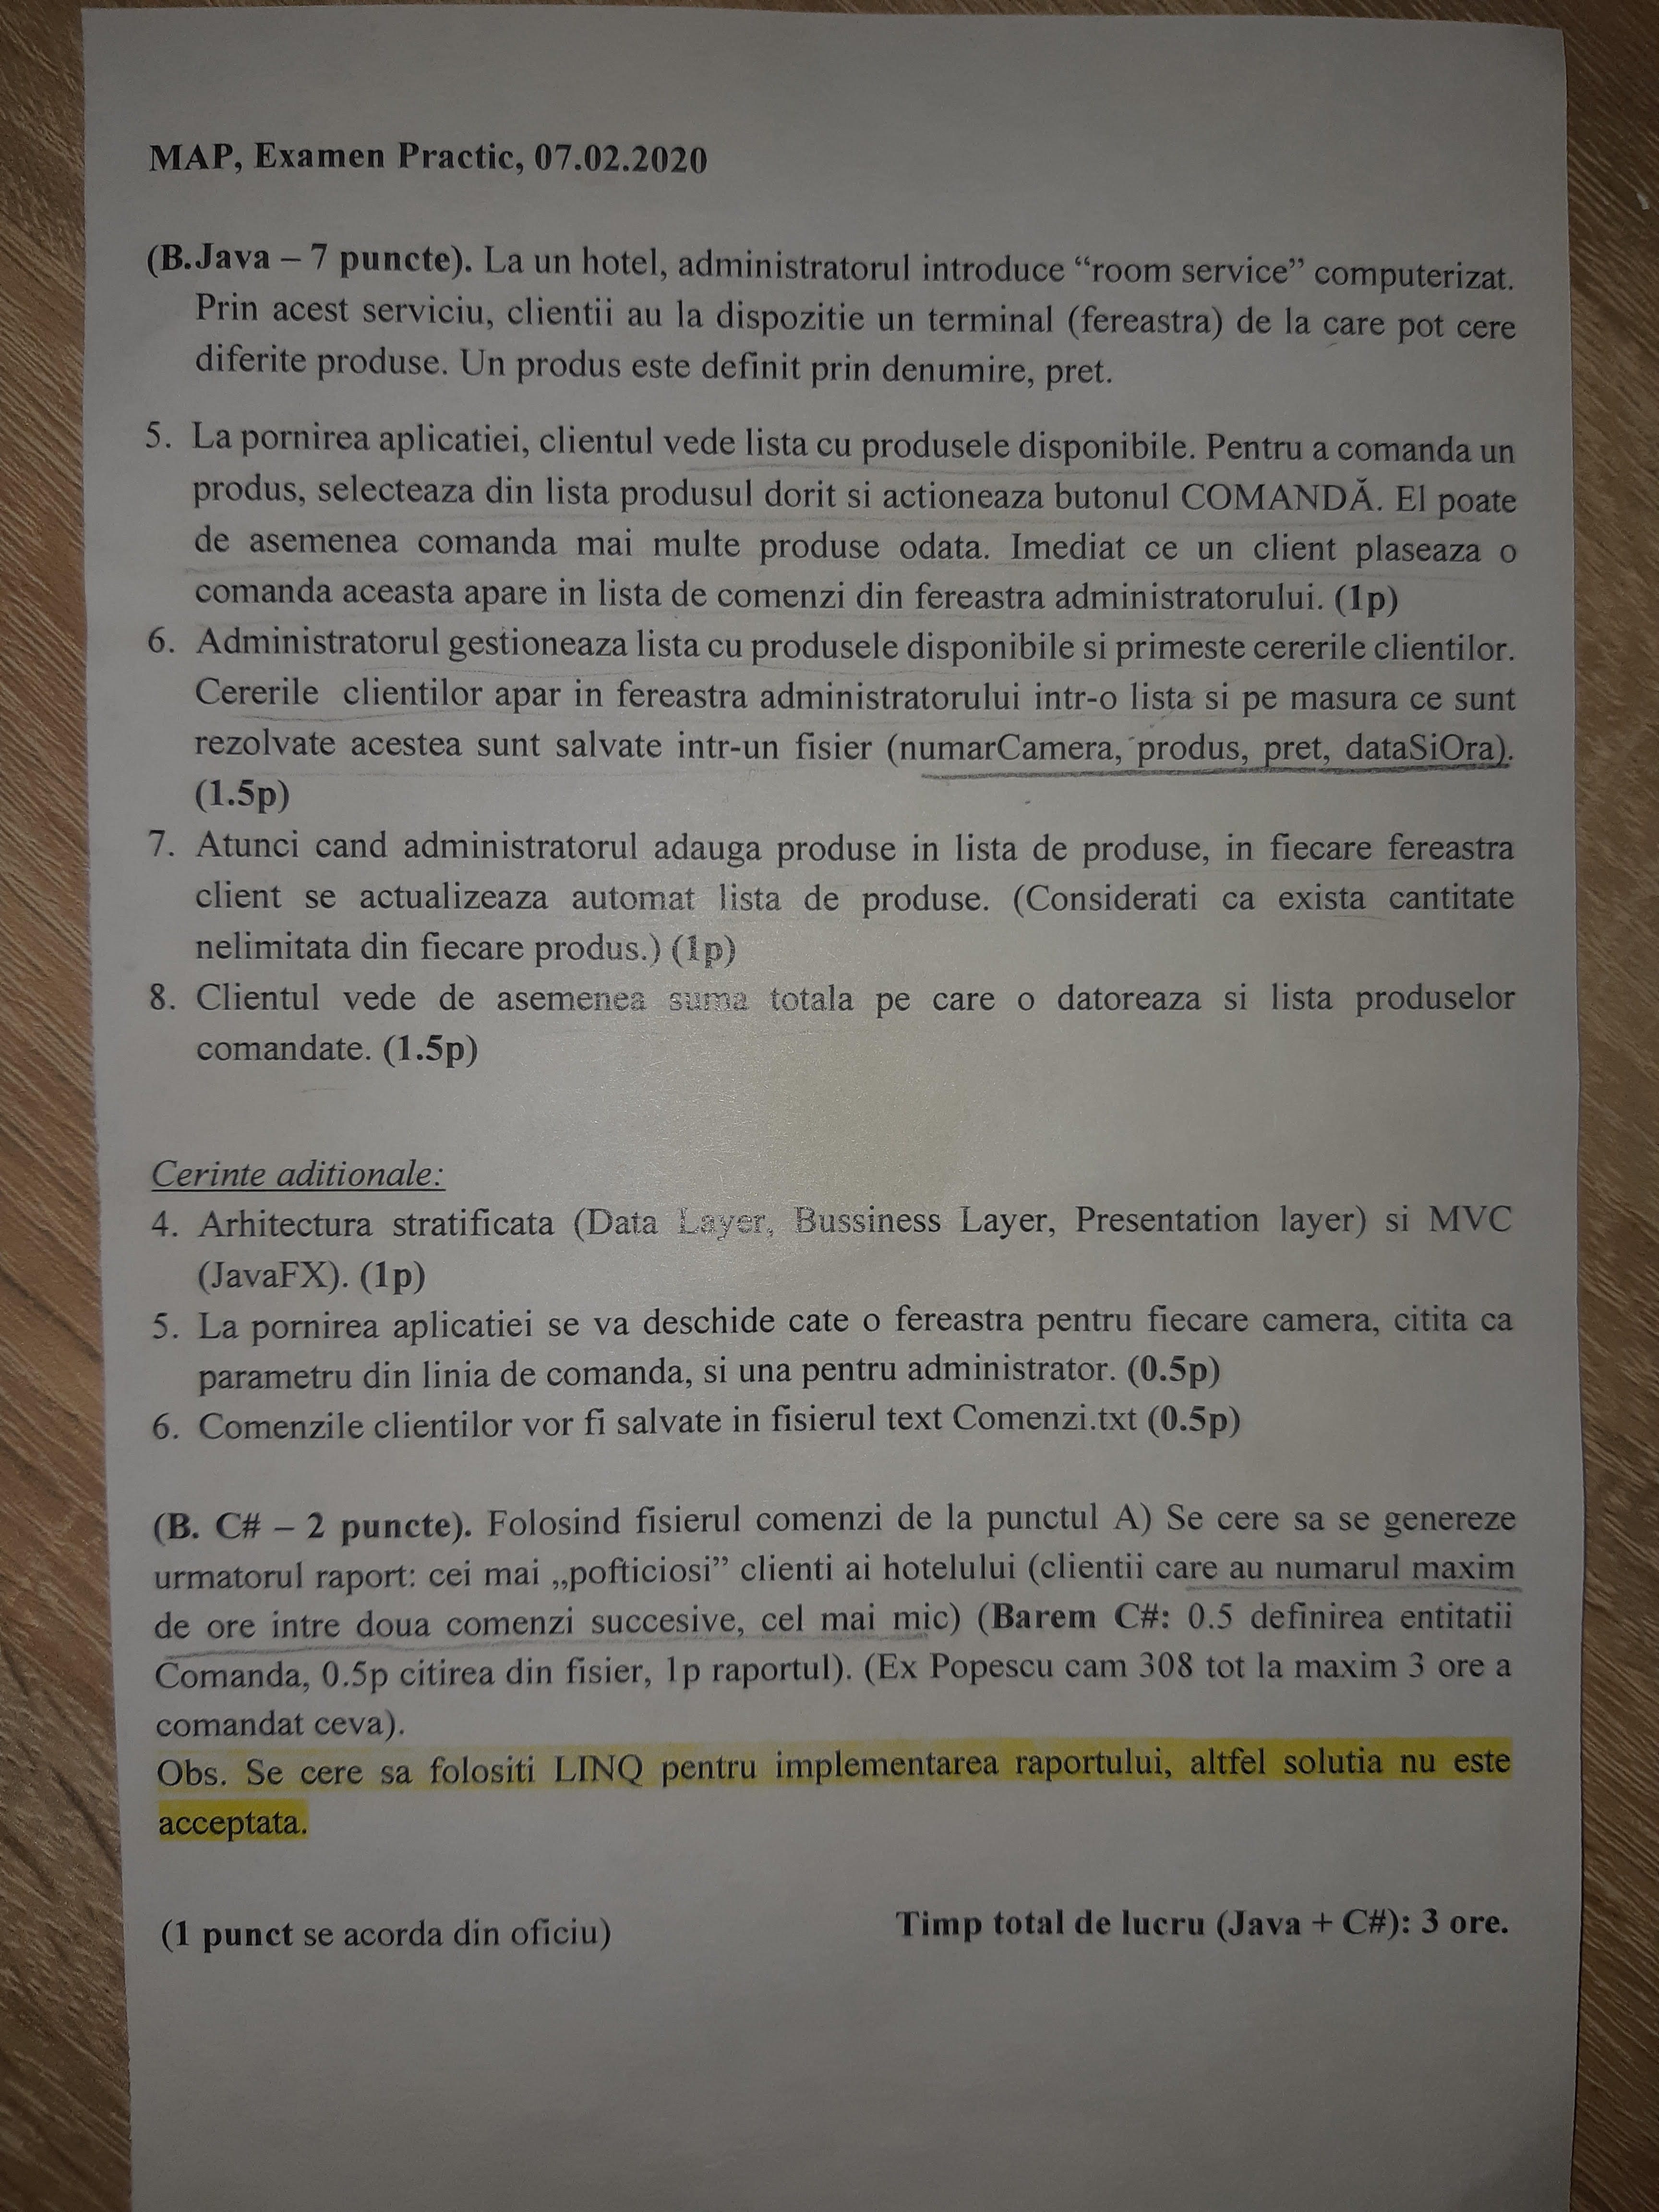 MAP, Examen Practic, 07.02.2020
(B.Java – 7 puncte). La un hotel, administratorul introduce “room service” computerizat.
Prin acest serviciu, clientii au la dispozitie un terminal (fereastra) de la care pot cere
diferite produse. Un produs este definit prin denumire, pret.
5. La pornirea aplicatiei, clientul vede lista cu produsele disponibile. Pentru a comanda un
produs, selecteaza din lista produsul dorit si actioneaza butonul COMANDĂ. El poate
de asemenea comanda mai multe produse odata. Imediat ce un client plaseaza o
comanda aceasta apare in lista de comenzi din fereastra administratorului. (1p)
6. Administratorul gestioneaza lista cu produsele disponibile si primeste cererile clientilor.
Cererile clientilor apar in fereastra administratorului intr-o lista si pe masura ce sunt
rezolvate acestea sunt salvate intr-un fisier (numarCamera, produs, pret, dataSiOra).
(1.5p)
7. Atunci cand administratorul adauga produse in lista de produse, in fiecare fereastra
client se actualizeaza automat lista de produse. (Considerati ca exista cantitate
nelimitata din fiecare produs.) (1p)
8. Clientul vede de asemenea suma totala pe care o datoreaza si lista produselor
comandate. (1.5p)
Cerinte aditionale:
4. Arhitectura stratificata (Data Layer, Bussiness Layer, Presentation layer) si MVC
(JavaFX). (1p)
5. La pornirea aplicatiei se va deschide cate o fereastra pentru fiecare camera, citita ca
parametru din linia de comanda, si una pentru administrator. (0.5p)
6. Comenzile clientilor vor fi salvate in fisierul text Comenzi.txt (0.5p)
(B. C# – 2 puncte). Folosind fisierul comenzi de la punctul A) Se cere sa se genereze
urmatorul raport: cei mai „pofticiosi” clienti ai hotelului (clientii care au numarul maxim
de ore intre doua comenzi succesive, cel mai mic) (Barem C#: 0.5 definirea entitatii
Comanda, 0.5p citirea din fisier, 1p raportul). (Ex Popescu cam 308 tot la maxim 3 ore a
comandat ceva).
Obs. Se cere sa folositi LINQ pentru implementarea raportului, altfel solutia nu este
acceptata.
(1 punct se acorda din oficiu) Timp total de lucru (Java + C#): 3 ore.